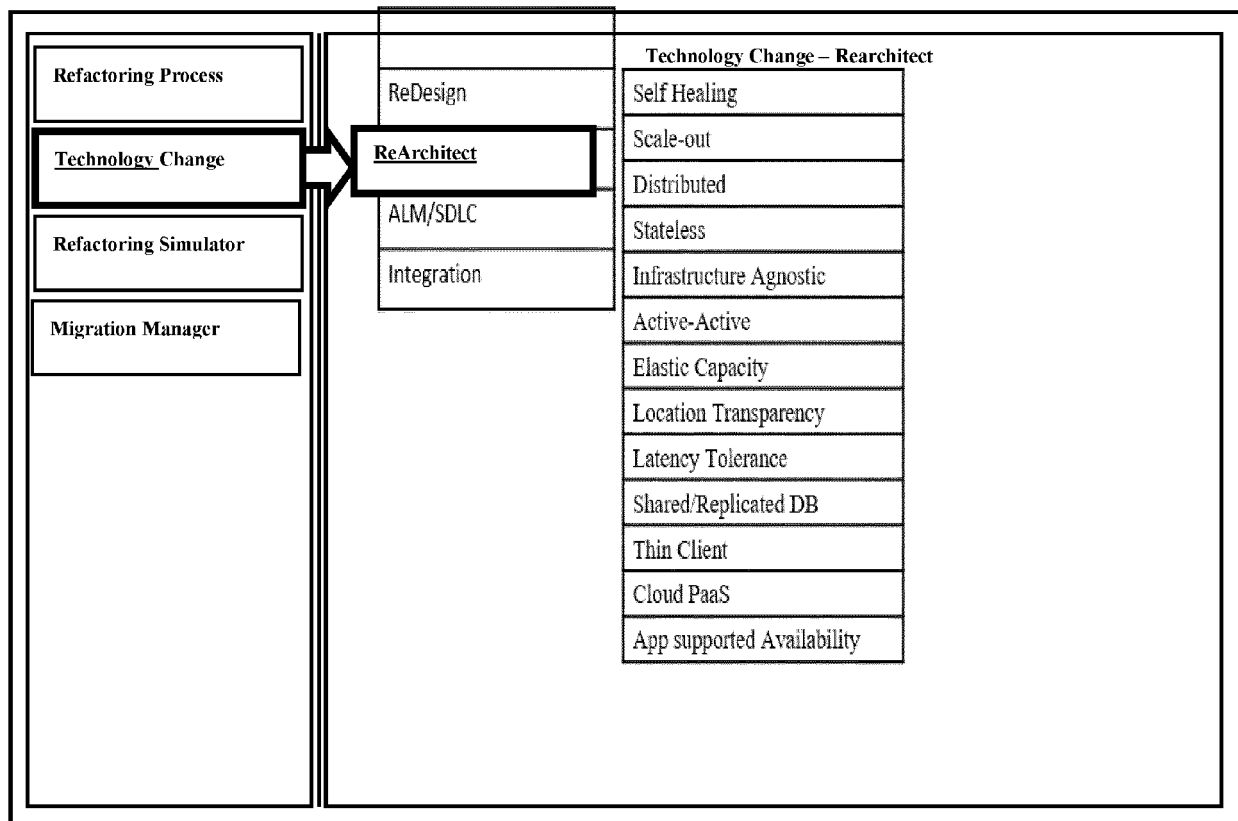 Refactoring Process
Technology Change
Refactoring Simulator
Migration Manager
ReDesign
ReArchitect
ALM/SDLC
Integration
Technology Change – Rearchitect
Self Healing
Scale-out
Distributed
Stateless
Infrastructure Agnostic
Active-Active
Elastic Capacity
Location Transparency
Latency Tolerance
Shared/Replicated DB
Thin Client
Cloud PaaS
App supported Availability